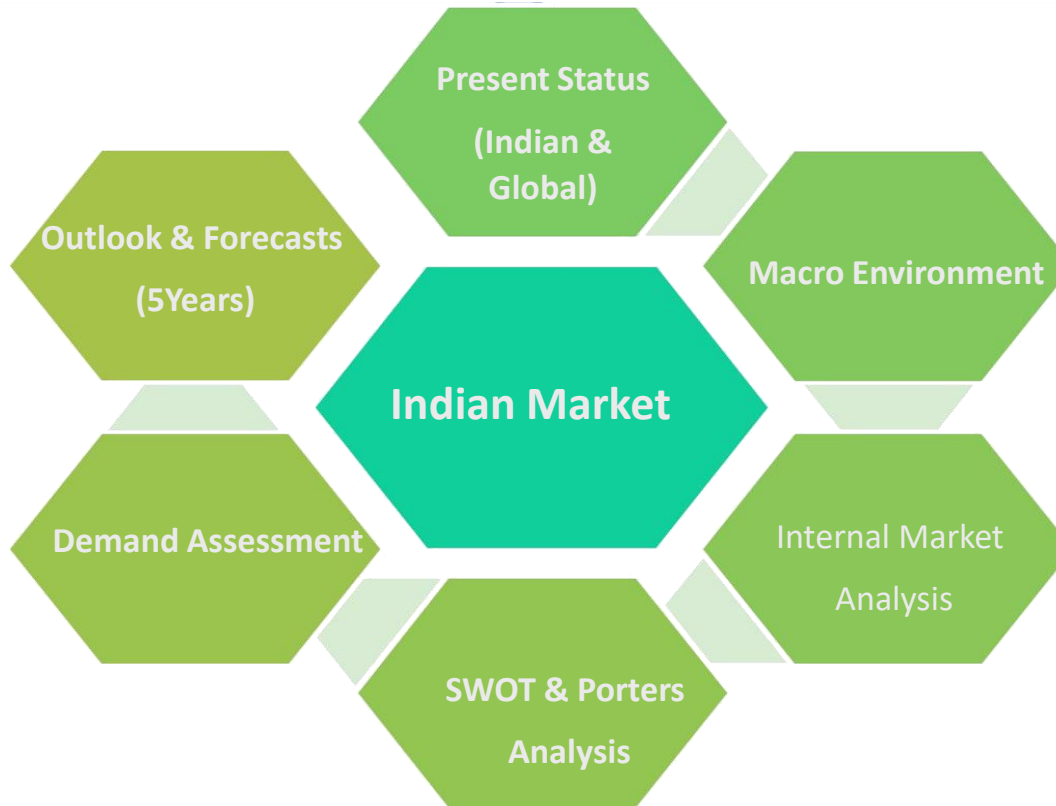 Present Status
(Indian &
Global)
Macro Environment
Internal Market
Analysis
SWOT & Porters
Analysis
Demand Assessment
Outlook & Forecasts
(5Years)
Indian Market